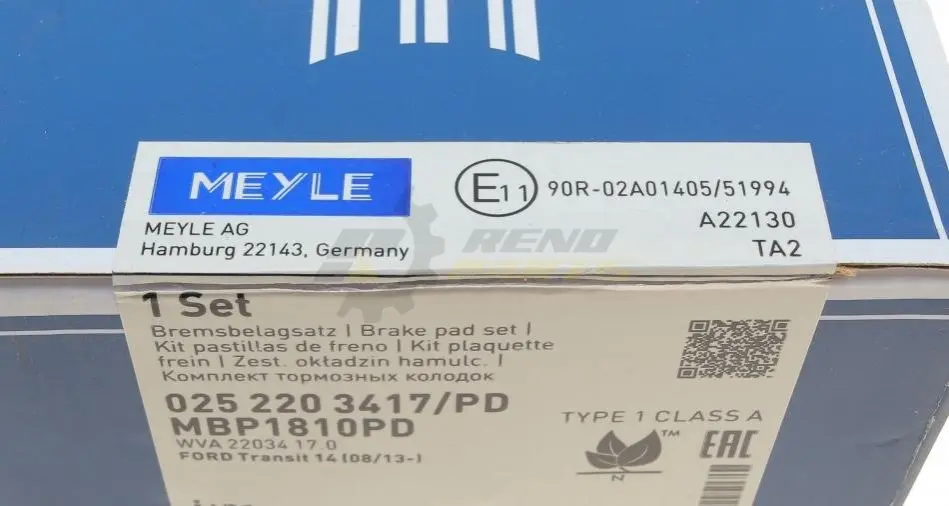 MEYLE
E11 90R-02A01405/51994
MEYLE AG
A22130
Hamburg 22143, Germany
TA2
RENO
1 Set
Bremsbelagsatz | Brake pad set |
Kit pastillas de freno | Kit plaquette
frein | Zest. okładzin hamulc. |
Комплект тормозных колодок
025 220 3417/PD
MBP1810PD
WVA 22034 17.0
FORD Transit 14 (08/13-)
TYPE 1 CLASS A
TM
N
EAC